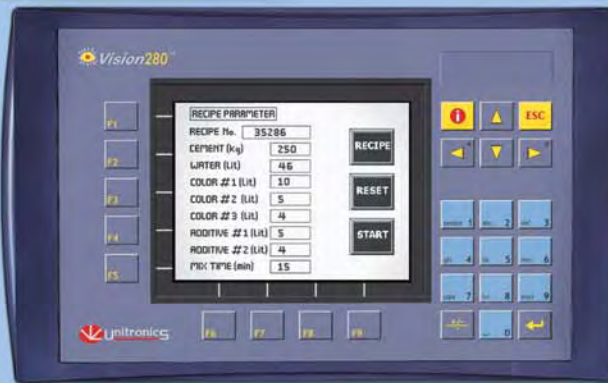 Vision280™
RECIPE PARAMETER
RECIPE No. 35286
CEMENT (Kg) 250
WATER (Lit) 46
COLOR #1 (Lit) 10
COLOR #2 (Lit) 5
COLOR #3 (Lit) 4
ADDITIVE #1 (Lit) 5
ADDITIVE #2 (Lit) 4
MIX TIME (min) 15
RECIPE
RESET
START
F1
F2
F3
F4
F5
F6
F7
F8
F9
i
ESC
1
2
3
4
5
6
7
8
9
+/-
0
Unitronics